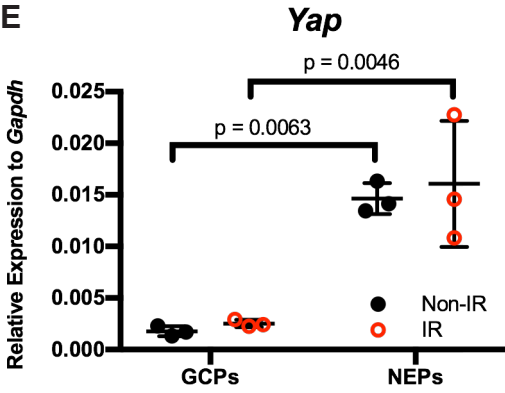 E
Yap
p = 0.0046
p = 0.0063
Relative Expression to Gapdh
0.025
0.020
0.015
0.010
0.005
0.000
Non-IR
IR
GCPs
NEPs